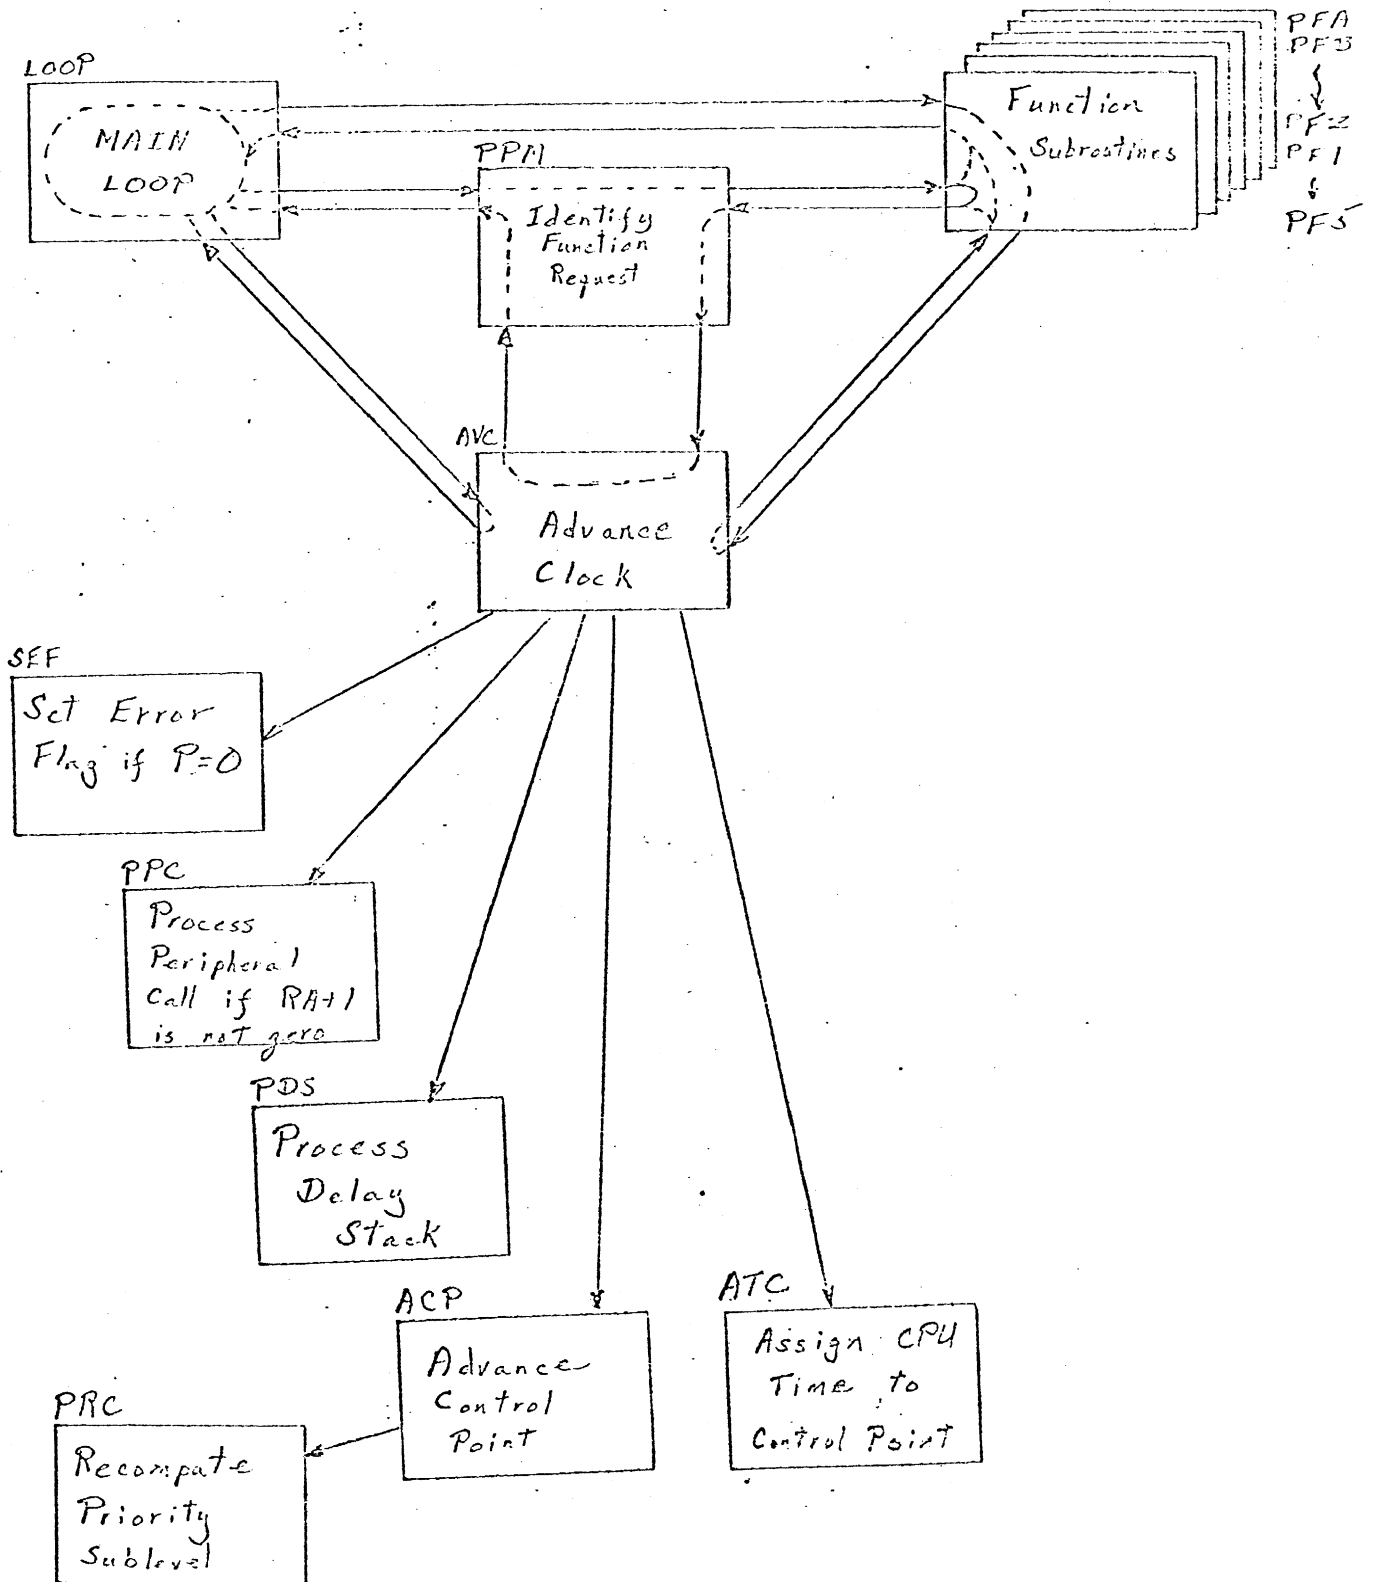 LOOP
MAIN
LOOP
PPM
Identify
Function
Request
Function
Subroutines
PFA
PFB
PFZ
PF1
PF5
AVC
Advance
Clock
SEF
Set Error
Flag if P=0
PPC
Process
Peripheral
Call if RA+1
is not zero
PDS
Process
Delay
Stack
ACP
Advance
Control
Point
ATC
Assign CPU
Time to
Control Point
PRC
Recompute
Priority
Sublevel